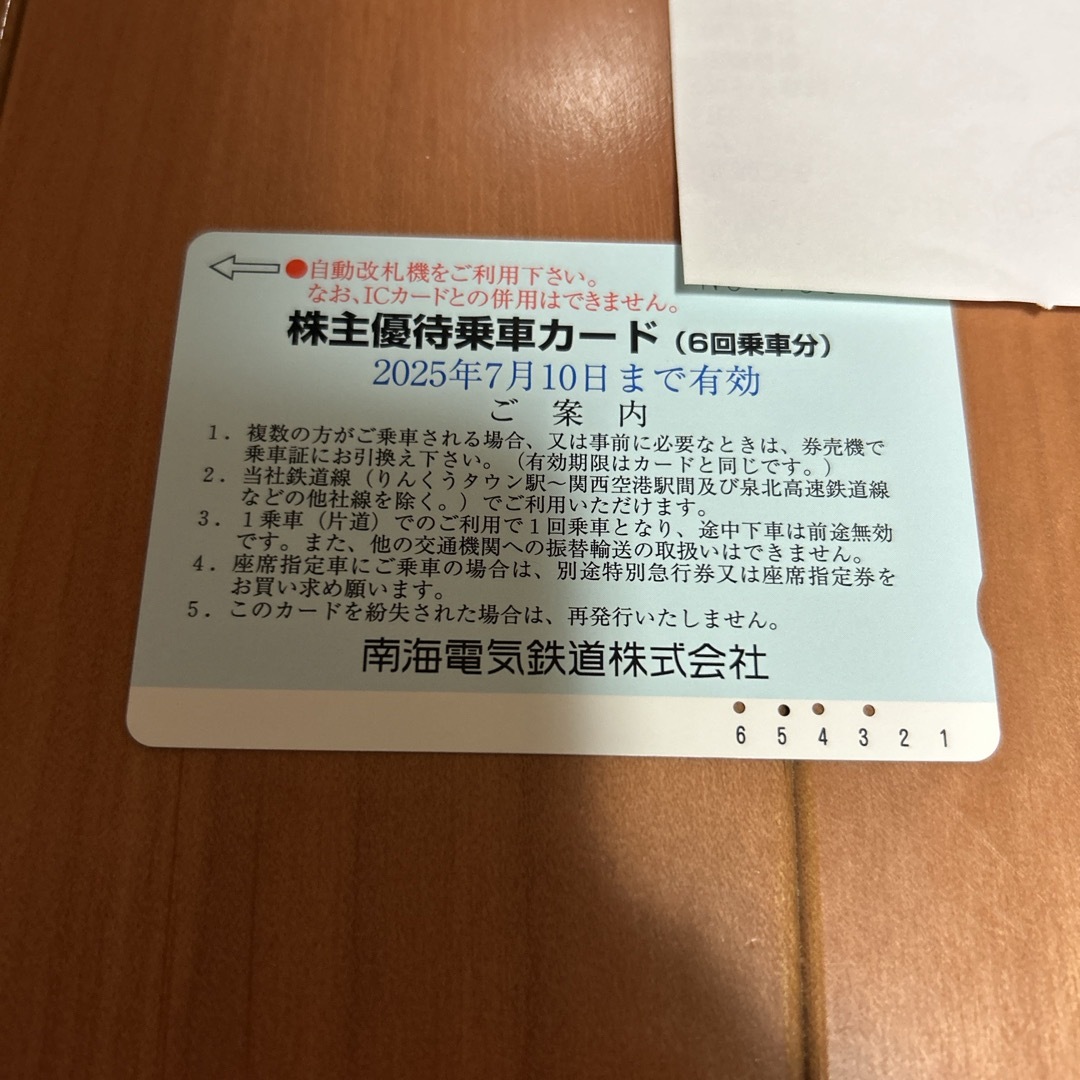 ●自動改札機をご利用下さい。
なお、ICカードとの併用はできません。
株主優待乗車カード（6回乗車分）
2025年7月10日まで有効
ご案内
1．複数の方がご乗車される場合、又は事前に必要なときは、券売機で
乗車証にお引換え下さい。（有効期限はカードと同じです。）
2．当社鉄道線（りんくうタウン駅～関西空港駅間及び泉北高速鉄道線
などの他社線を除く。）でご利用いただけます。
3．1乗車（片道）でのご利用で1回乗車となり、途中下車は前途無効
です。また、他の交通機関への振替輸送の取扱いはできません。
4．座席指定車にご乗車の場合は、別途特別急行券又は座席指定券を
お買い求め願います。
5．このカードを紛失された場合は、再発行いたしません。
南海電気鉄道株式会社
6 5 4 3 2 1